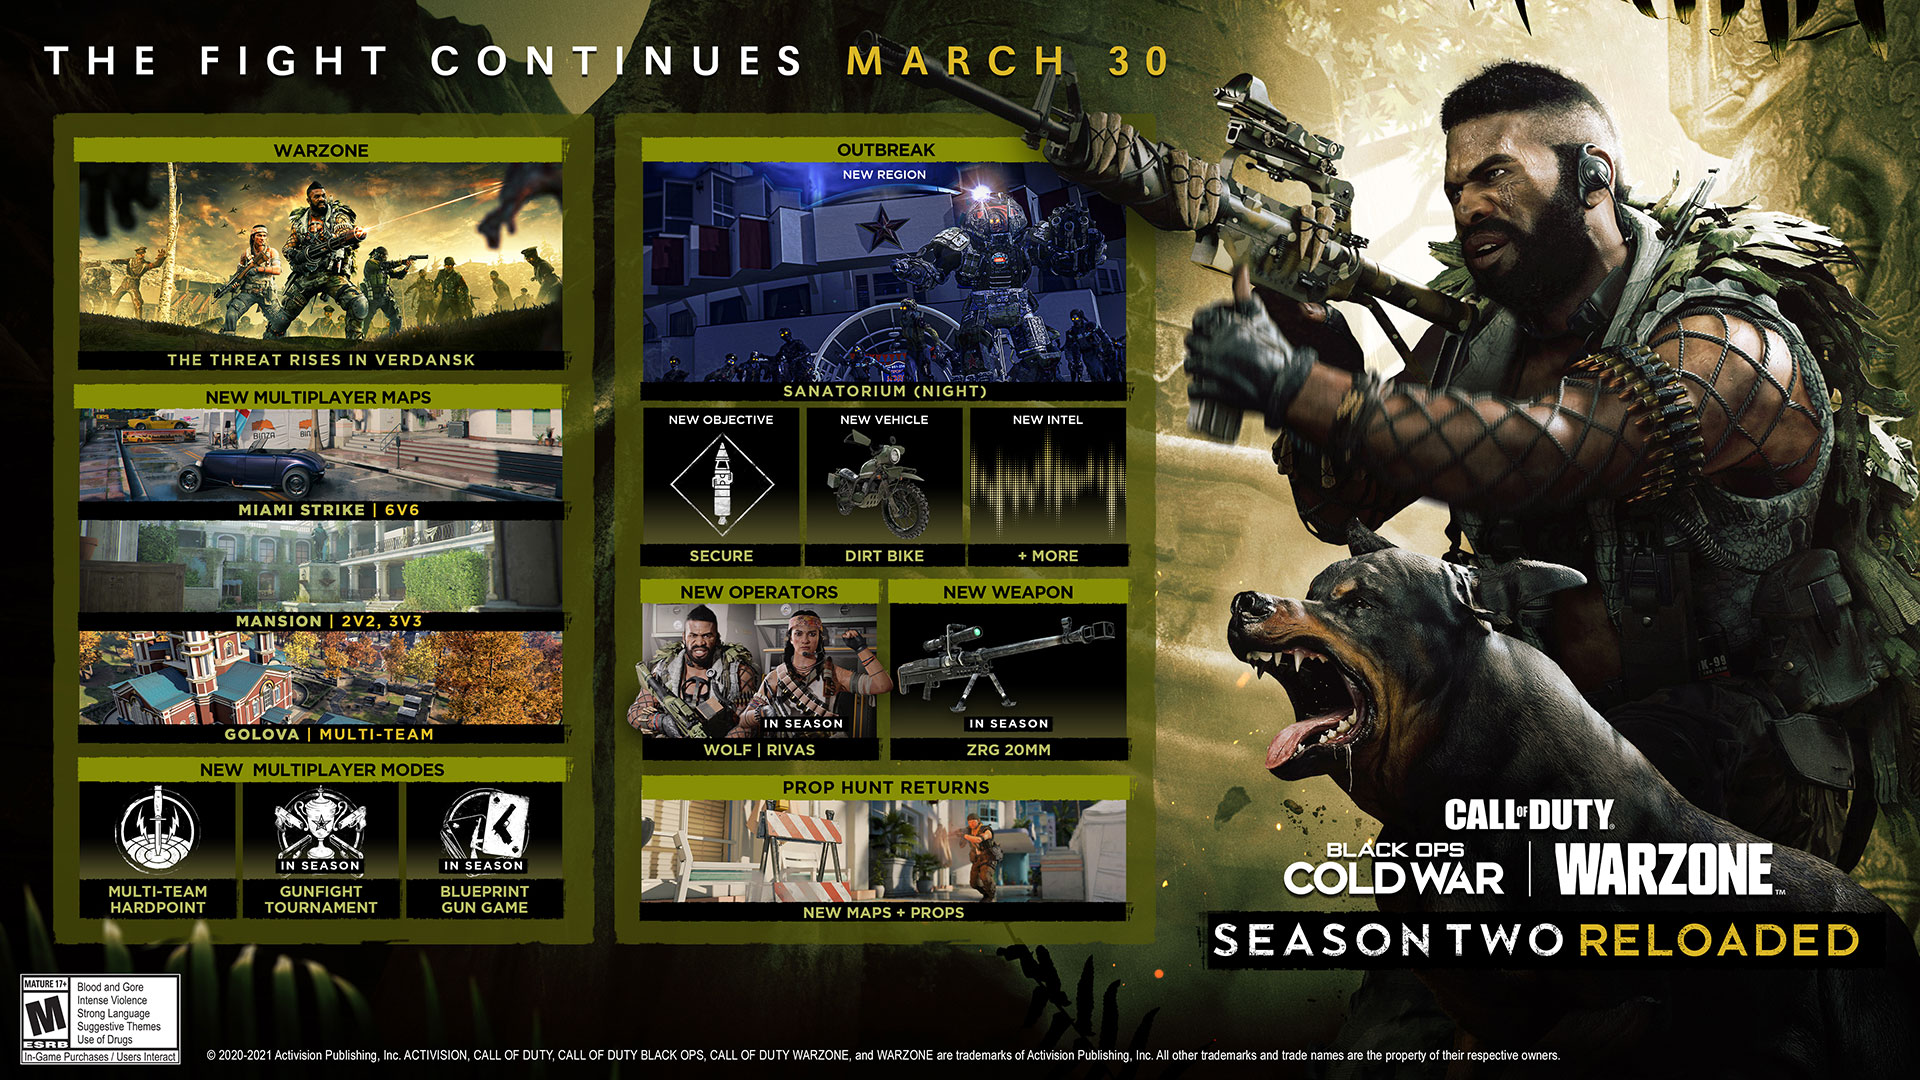 THE FIGHT CONTINUES MARCH 30
WARZONE
THE THREAT RISES IN VERDANSK
NEW MULTIPLAYER MAPS
BINZA
BIN
MIAMI STRIKE | 6V6
MANSION | 2V2, 3V3
GOLOVA | MULTI-TEAM
NEW MULTIPLAYER MODES
MULTI-TEAM
HARDPOINT
IN SEASON
GUNFIGHT
TOURNAMENT
IN SEASON
BLUEPRINT
GUN GAME
OUTBREAK
NEW REGION
SANATORIUM (NIGHT)
NEW OBJECTIVE
SECURE
NEW VEHICLE
DIRT BIKE
NEW INTEL
+ MORE
NEW OPERATORS
IN SEASON
WOLF | RIVAS
NEW WEAPON
IN SEASON
ZRG 20MM
PROP HUNT RETURNS
NEW MAPS + PROPS
K-99
CALL OF DUTY®
BLACK OPS
COLD WAR | WARZONE™
SEASON TWO RELOADED
MATURE 17+
M
ESRB
Blood and Gore
Intense Violence
Strong Language
Suggestive Themes
Use of Drugs
In-Game Purchases / Users Interact
© 2020-2021 Activision Publishing, Inc. ACTIVISION, CALL OF DUTY, CALL OF DUTY BLACK OPS, CALL OF DUTY WARZONE, and WARZONE are trademarks of Activision Publishing, Inc. All other trademarks and trade names are the property of their respective owners.